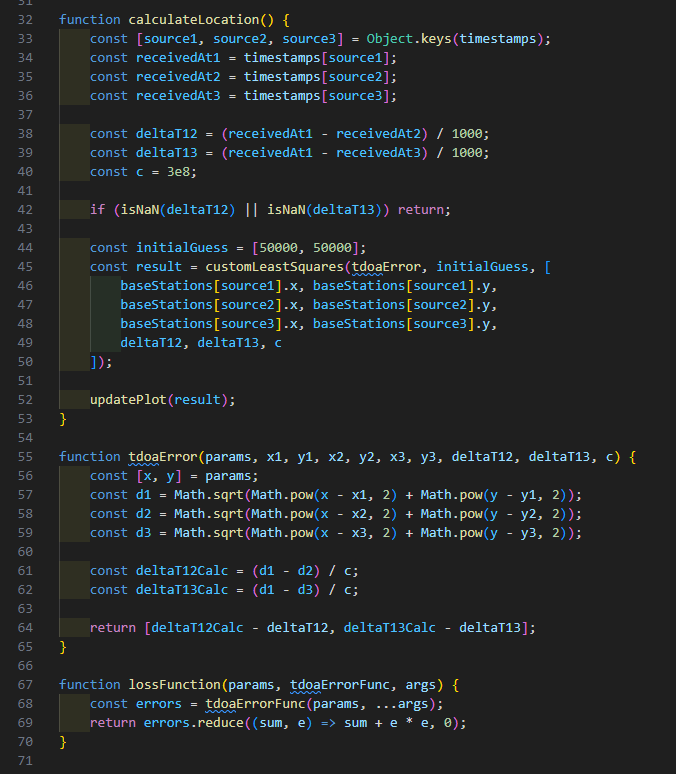 31
32 function calculateLocation() {
33 const [source1, source2, source3] = Object.keys(timestamps);
34 const receivedAt1 = timestamps[source1];
35 const receivedAt2 = timestamps[source2];
36 const receivedAt3 = timestamps[source3];
37
38 const deltaT12 = (receivedAt1 - receivedAt2) / 1000;
39 const deltaT13 = (receivedAt1 - receivedAt3) / 1000;
40 const c = 3e8;
41
42 if (isNaN(deltaT12) || isNaN(deltaT13)) return;
43
44 const initialGuess = [50000, 50000];
45 const result = customLeastSquares(tdoaError, initialGuess, [
46 baseStations[source1].x, baseStations[source1].y,
47 baseStations[source2].x, baseStations[source2].y,
48 baseStations[source3].x, baseStations[source3].y,
49 deltaT12, deltaT13, c
50 ]);
51
52 updatePlot(result);
53 }
54
55 function tdoaError(params, x1, y1, x2, y2, x3, y3, deltaT12, deltaT13, c) {
56 const [x, y] = params;
57 const d1 = Math.sqrt(Math.pow(x - x1, 2) + Math.pow(y - y1, 2));
58 const d2 = Math.sqrt(Math.pow(x - x2, 2) + Math.pow(y - y2, 2));
59 const d3 = Math.sqrt(Math.pow(x - x3, 2) + Math.pow(y - y3, 2));
60
61 const deltaT12Calc = (d1 - d2) / c;
62 const deltaT13Calc = (d1 - d3) / c;
63
64 return [deltaT12Calc - deltaT12, deltaT13Calc - deltaT13];
65 }
66
67 function lossFunction(params, tdoaErrorFunc, args) {
68 const errors = tdoaErrorFunc(params, ...args);
69 return errors.reduce((sum, e) => sum + e * e, 0);
70 }
71